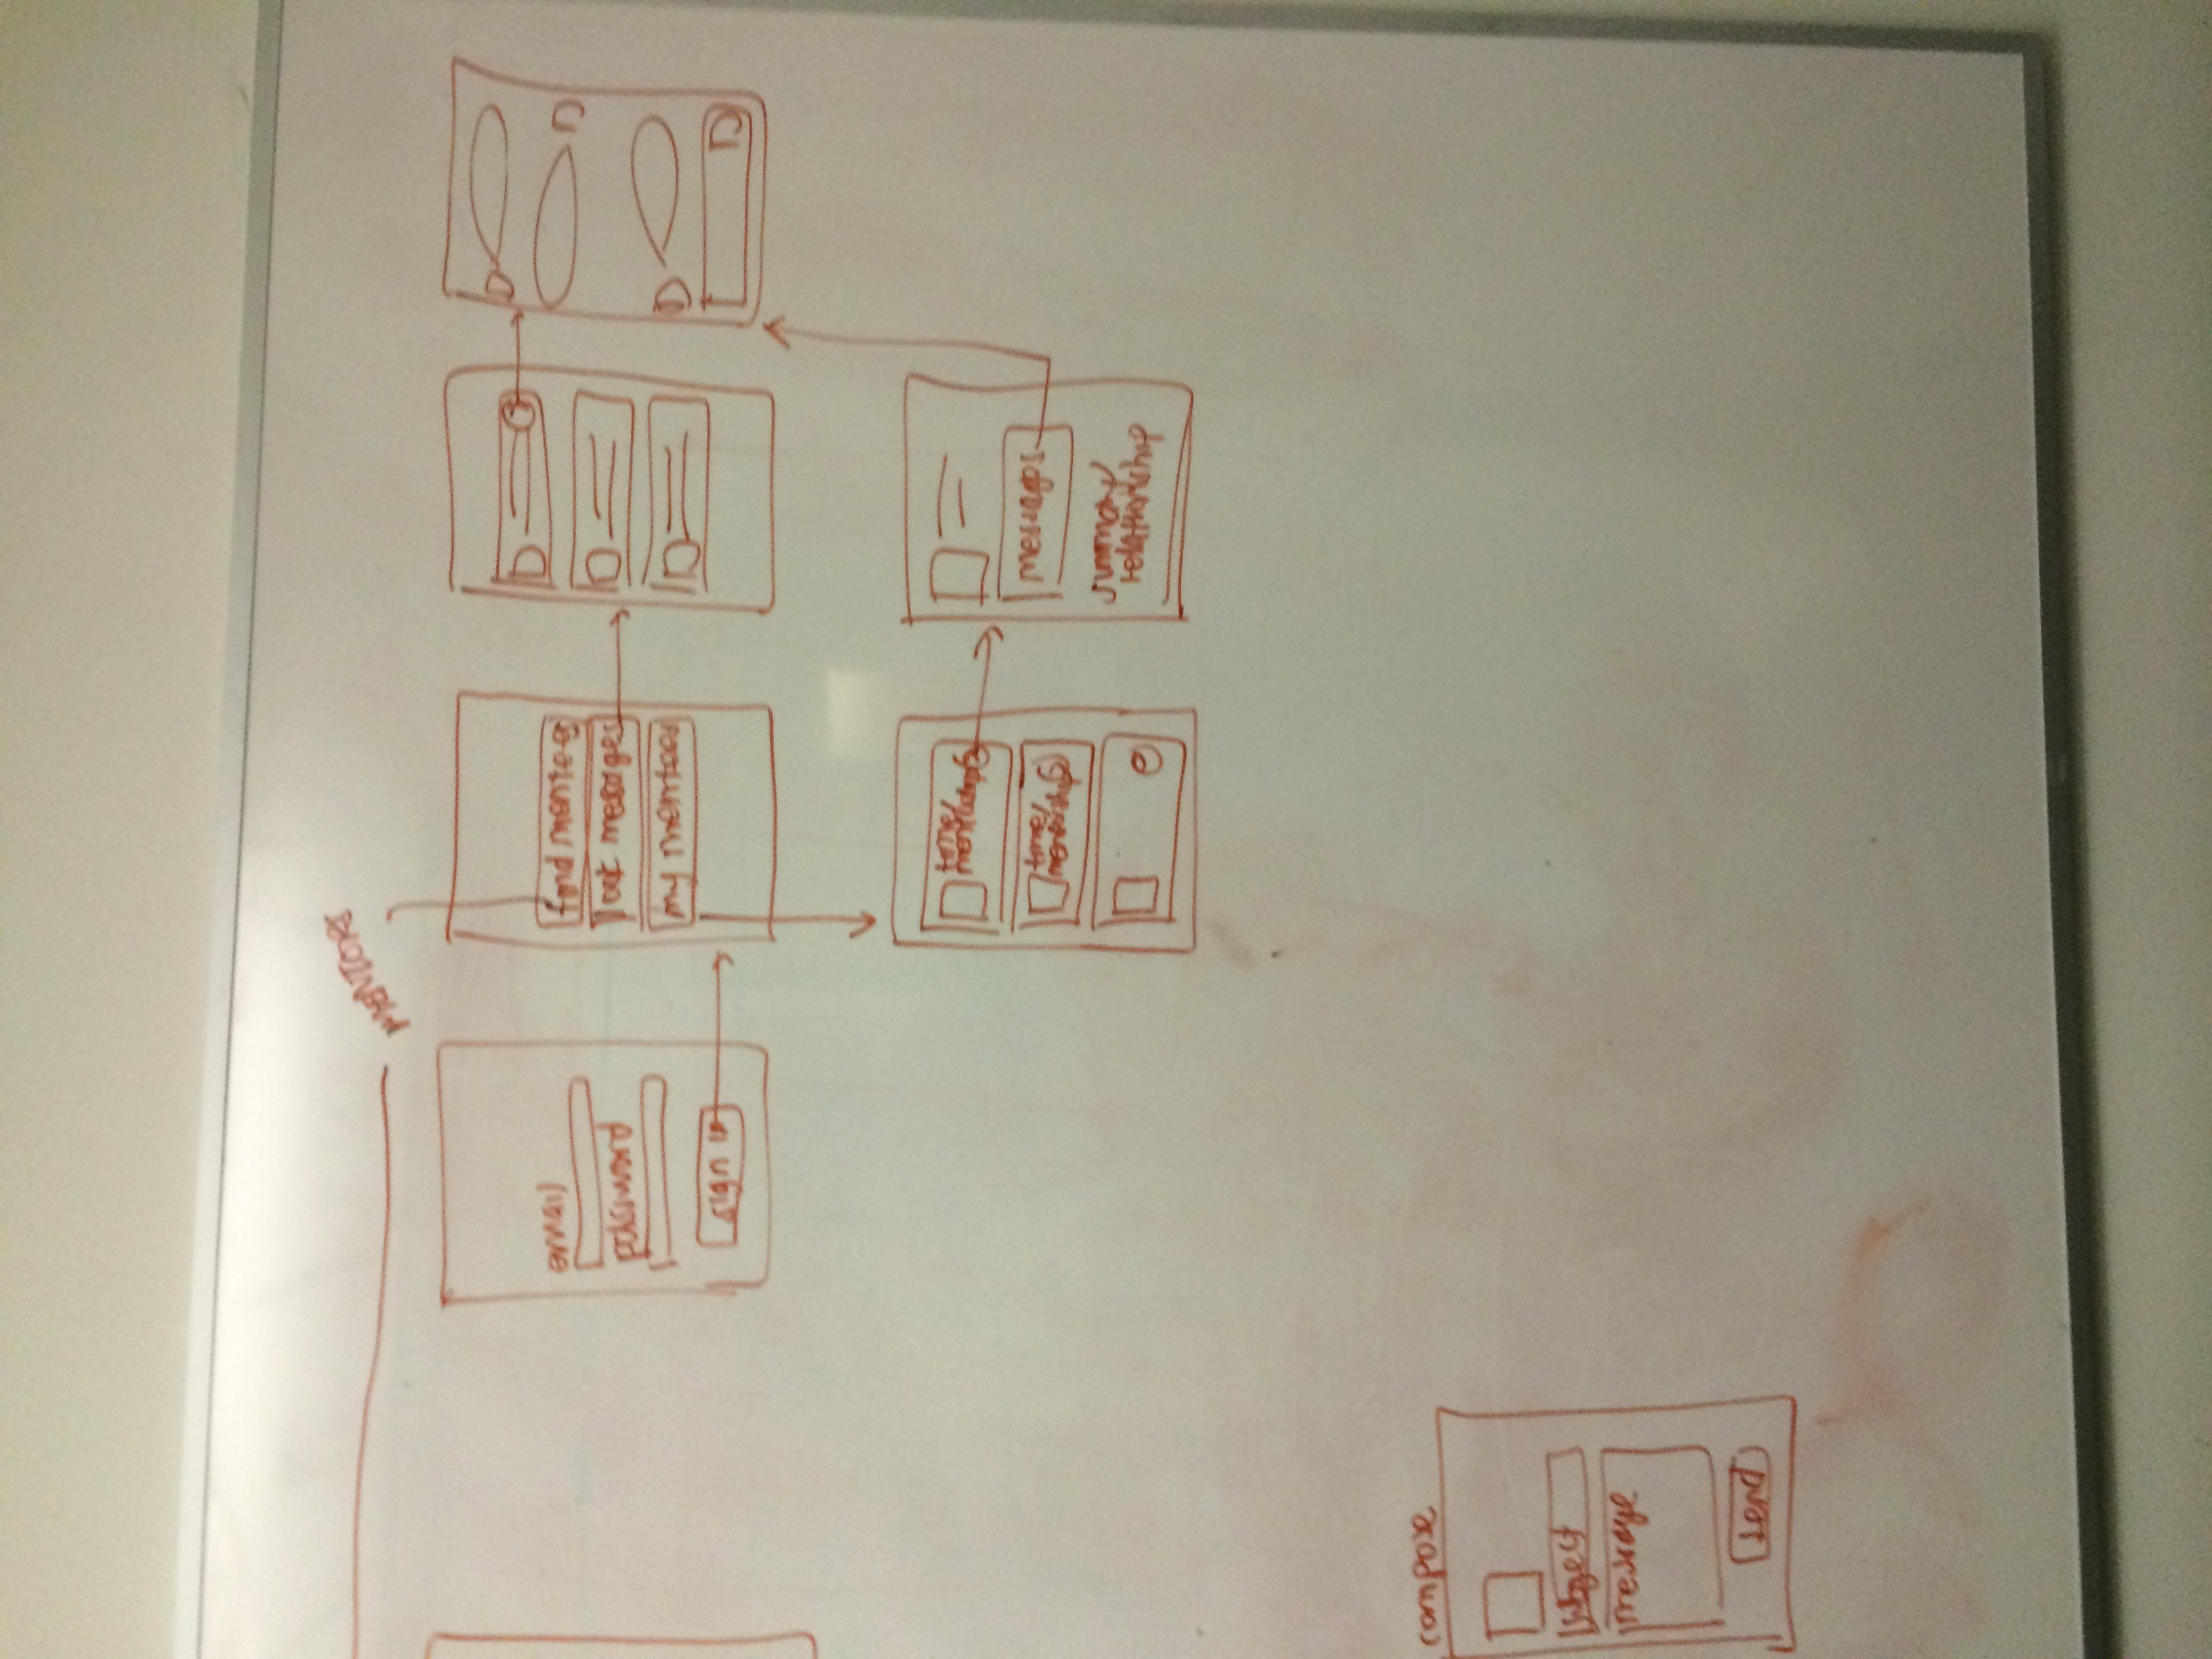 MENTORS
email
password
sign in
find mentees
look messages
my mentees
time/
mentorship
time/
mentorship
messages
summary
relationship
compose
subject
message
send